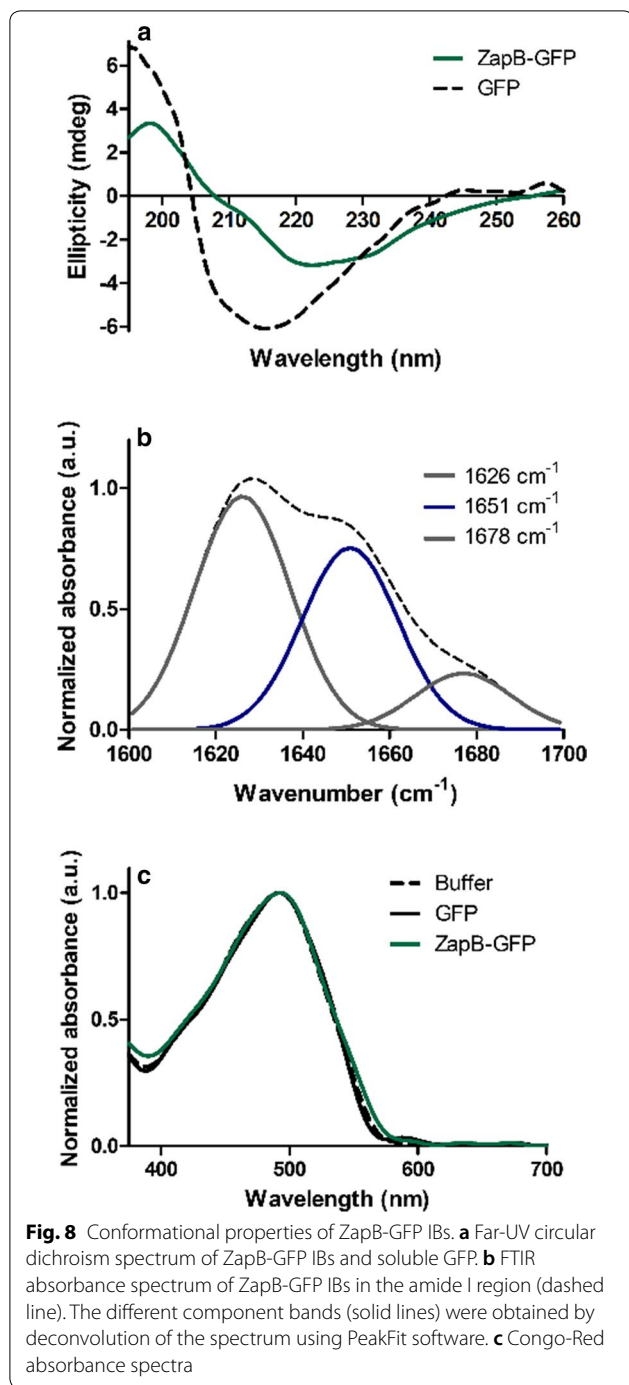 a
6
4
2
0
-2
-4
-6
Ellipticity (mdeg)
ZapB-GFP
GFP
200 210 220 230 240 250 260
Wavelength (nm)
b
1.0
0.5
0.0
Normalized absorbance (a.u.)
1626 cm⁻¹
1651 cm⁻¹
1678 cm⁻¹
1600 1620 1640 1660 1680 1700
Wavenumber (cm⁻¹)
c
1.0
0.5
0.0
Normalized absorbance (a.u.)
Buffer
GFP
ZapB-GFP
400 500 600 700
Wavelength (nm)
Fig. 8 Conformational properties of ZapB-GFP IBs. a Far-UV circular
dichroism spectrum of ZapB-GFP IBs and soluble GFP. b FTIR
absorbance spectrum of ZapB-GFP IBs in the amide I region (dashed
line). The different component bands (solid lines) were obtained by
deconvolution of the spectrum using PeakFit software. c Congo-Red
absorbance spectra